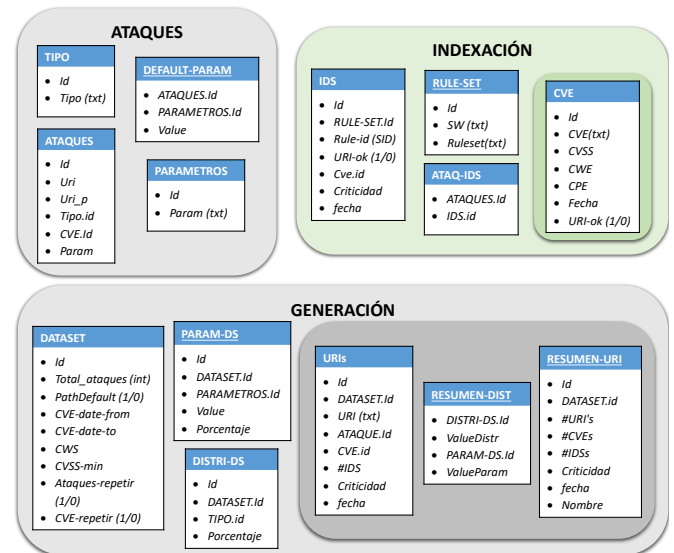 ATAQUES
TIPO
• Id
• Tipo (txt)
DEFAULT-PARAM
• ATAQUES.Id
• PARAMETROS.Id
• Value
ATAQUES
• Id
• Uri
• Uri_p
• Tipo.id
• CVE.Id
• Param
PARAMETROS
• Id
• Param (txt)
INDEXACIÓN
IDS
• Id
• RULE-SET.Id
• Rule-id (SID)
• URI-ok (1/0)
• Cve.id
• Criticidad
• fecha
RULE-SET
• Id
• SW (txt)
• Ruleset(txt)
ATAQ-IDS
• ATAQUES.Id
• IDS.id
CVE
• Id
• CVE(txt)
• CVSS
• CWE
• CPE
• Fecha
• URI-ok (1/0)
GENERACIÓN
DATASET
• Id
• Total_ataques (int)
• PathDefault (1/0)
• CVE-date-from
• CVE-date-to
• CWS
• CVSS-min
• Ataques-repetir
(1/0)
• CVE-repetir (1/0)
PARAM-DS
• Id
• DATASET.Id
• PARAMETROS.Id
• Value
• Porcentaje
DISTRI-DS
• Id
• DATASET.Id
• TIPO.id
• Porcentaje
URIs
• Id
• DATASET.Id
• URI (txt)
• ATAQUE.Id
• CVE.id
• #IDS
• Criticidad
• fecha
RESUMEN-DIST
• DISTRI-DS.Id
• ValueDistr
• PARAM-DS.Id
• ValueParam
RESUMEN-URI
• Id
• DATASET.id
• #URI's
• #CVEs
• #IDSs
• Criticidad
• fecha
• Nombre